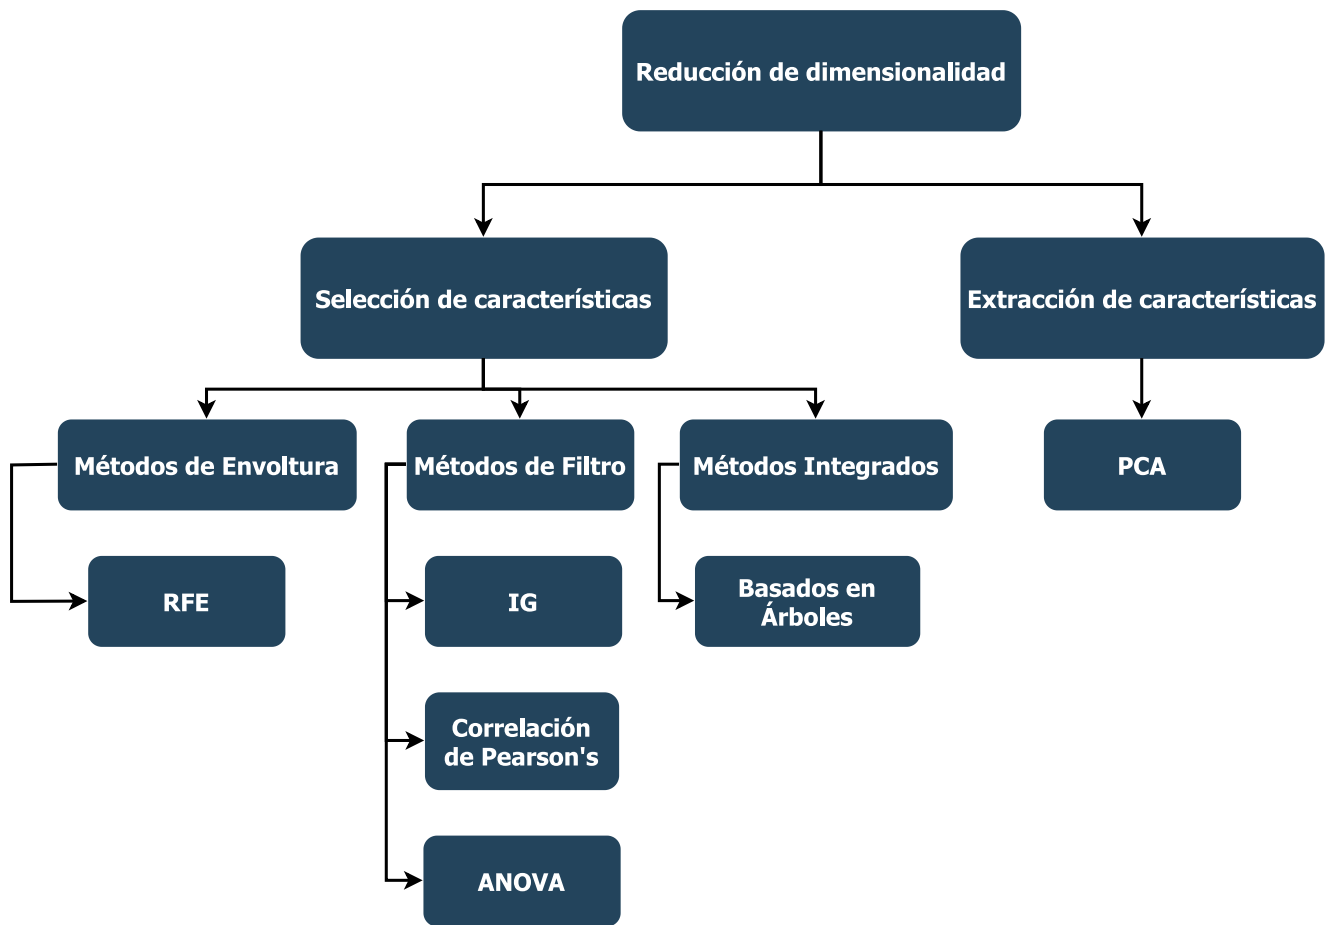 Reducción de dimensionalidad
Selección de características
Extracción de características
Métodos de Envoltura
Métodos de Filtro
Métodos Integrados
PCA
RFE
IG
Basados en
Árboles
Correlación
de Pearson's
ANOVA